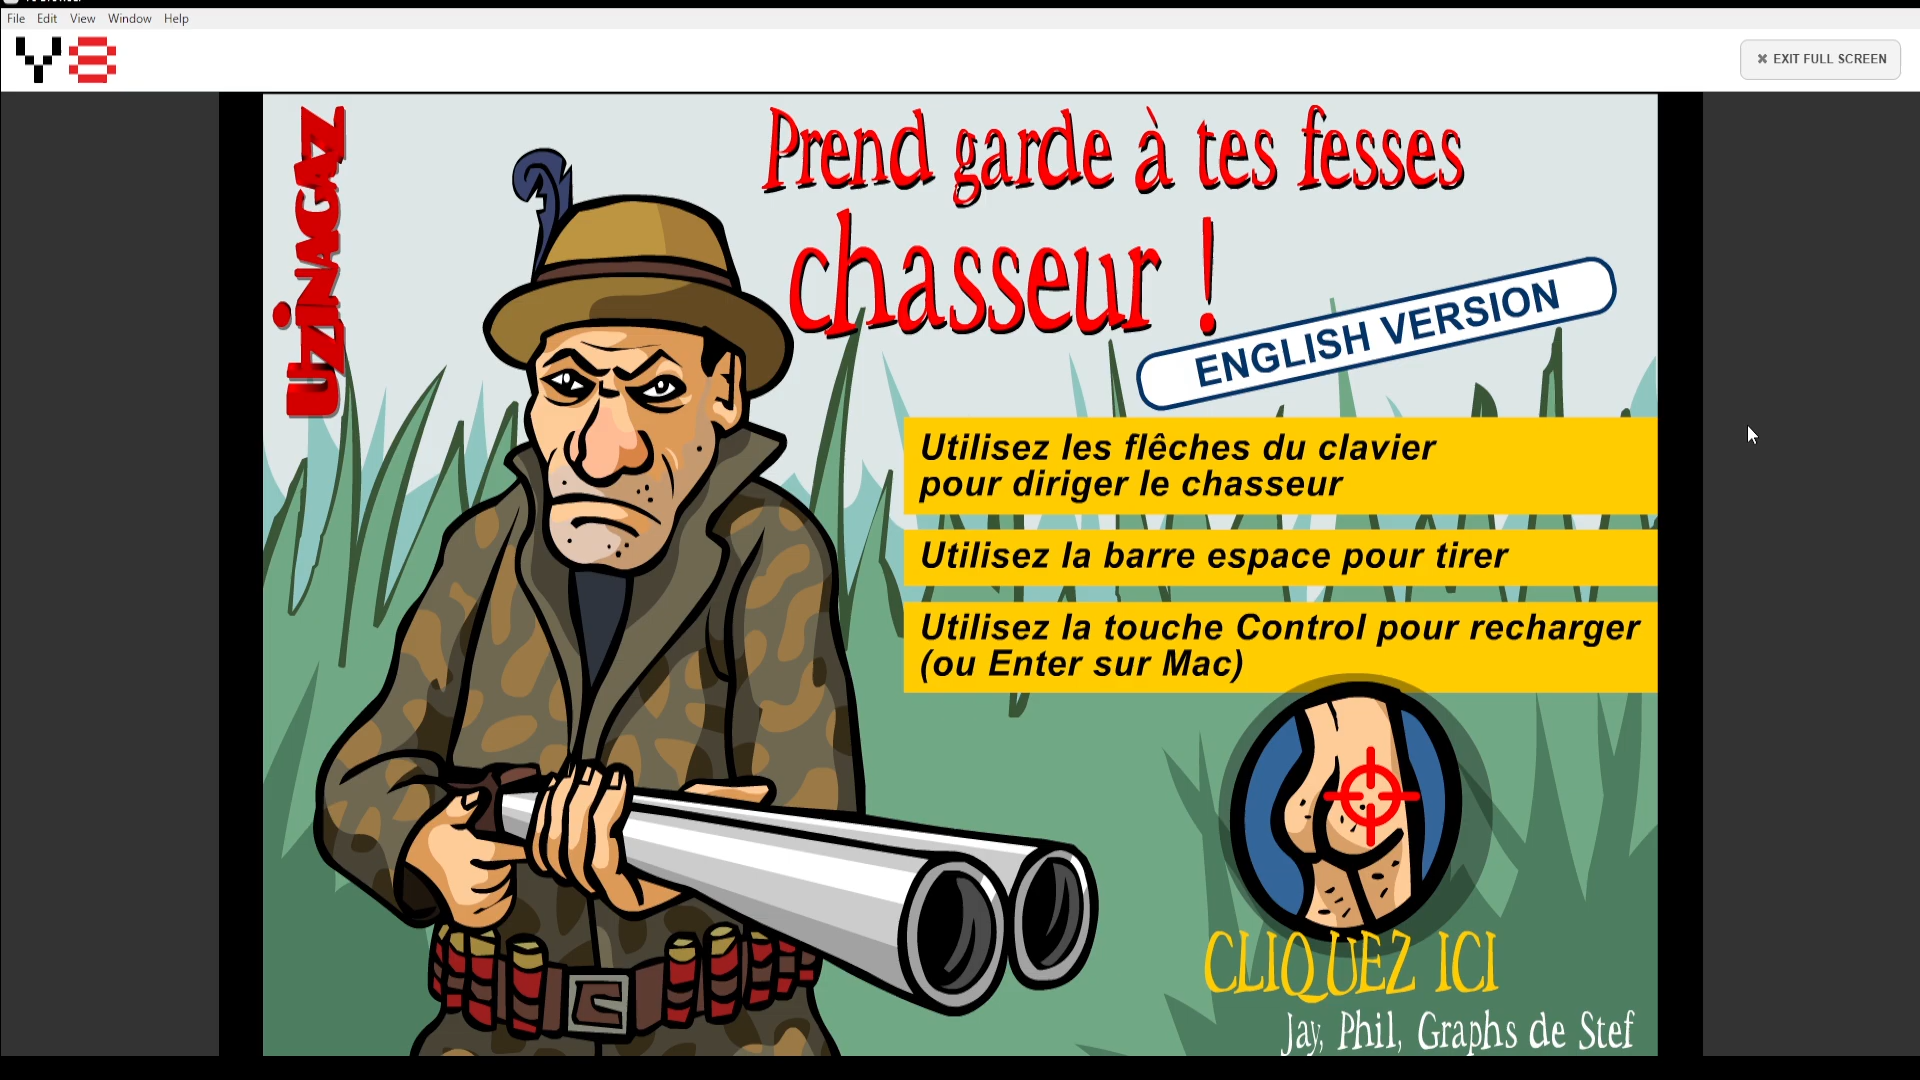 File Edit View Window Help
Y8
✖ EXIT FULL SCREEN
UZINAGAZ
Prend garde à tes fesses
chasseur !
ENGLISH VERSION
Utilisez les flêches du clavier
pour diriger le chasseur
Utilisez la barre espace pour tirer
Utilisez la touche Control pour recharger
(ou Enter sur Mac)
CLIQUEZ ICI
Jay, Phil, Graphs de Stef